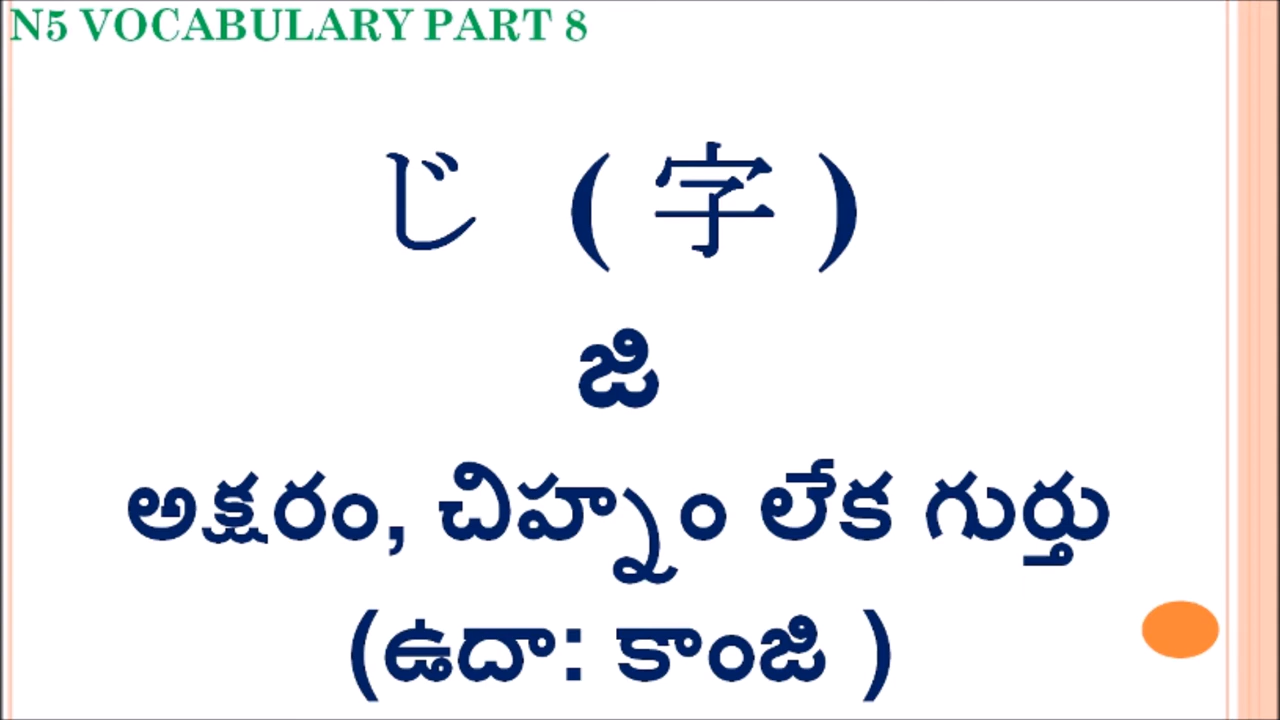 N5 VOCABULARY PART 8
じ ( 字 )
జి
అక్షరం, చిహ్నం లేక గుర్తు
(ఉదా: కాంజి )